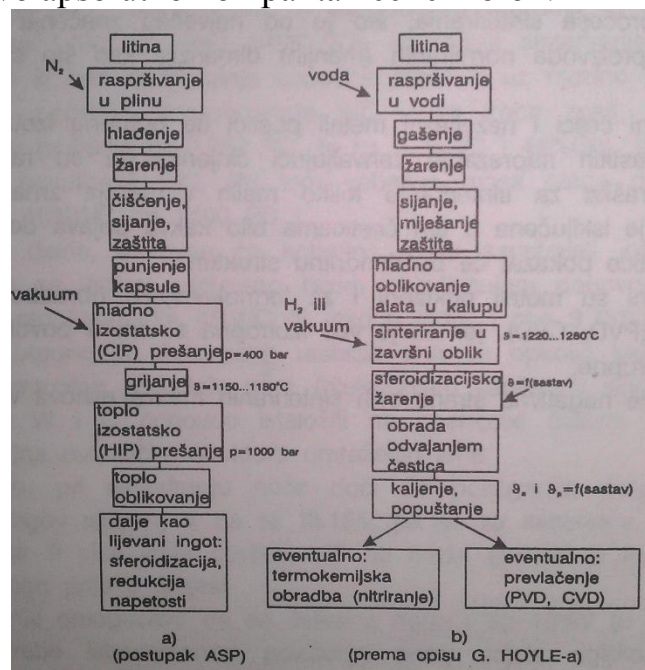 litina
N₂
raspršivanje
u plinu
hlađenje
žarenje
čišćenje,
sijanje,
zaštita
punjenje
kapsule
vakuum
hladno
izostatsko
(CIP) prešanje
p=400 bar
grijanje
ϑ=1150...1180°C
toplo
izostatsko
(HIP) prešanje
p=1000 bar
toplo
oblikovanje
dalje kao
lijevani ingot:
sferoidizacija,
redukcija
napetosti
a)
(postupak ASP)
litina
voda
raspršivanje
u vodi
gašenje
žarenje
sijanje,
miješanje
zaštita
hladno
oblikovanje
alata u kalupu
H₂ ili
vakuum
sinteriranje u
završni oblik
ϑ=1220...1280°C
sferoidizacijsko
žarenje
ϑ=f(sastav)
obrada
odvajanjem
čestica
kaljenje,
popuštanje
ϑₐ i ϑₚ=f(sastav)
eventualno:
termokemijska
obradba (nitriranje)
eventualno:
prevlačenje
(PVD, CVD)
b)
(prema opisu G. HOYLE-a)